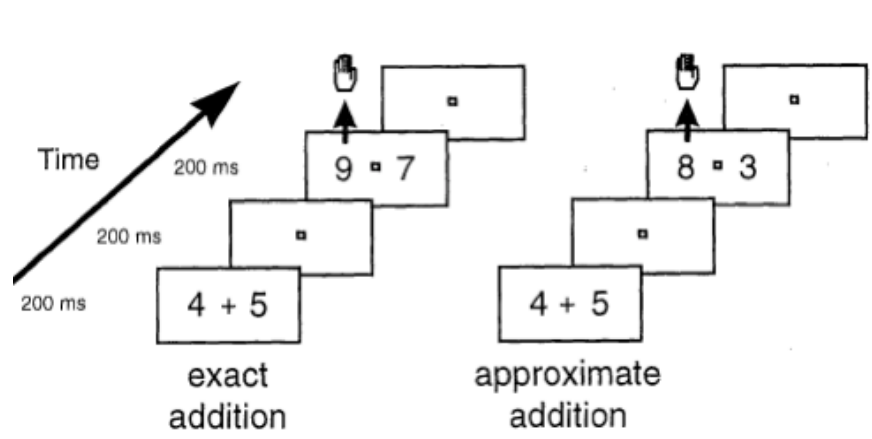 Time
200 ms
200 ms
200 ms
9 7
4 + 5
exact
addition
8 3
4 + 5
approximate
addition